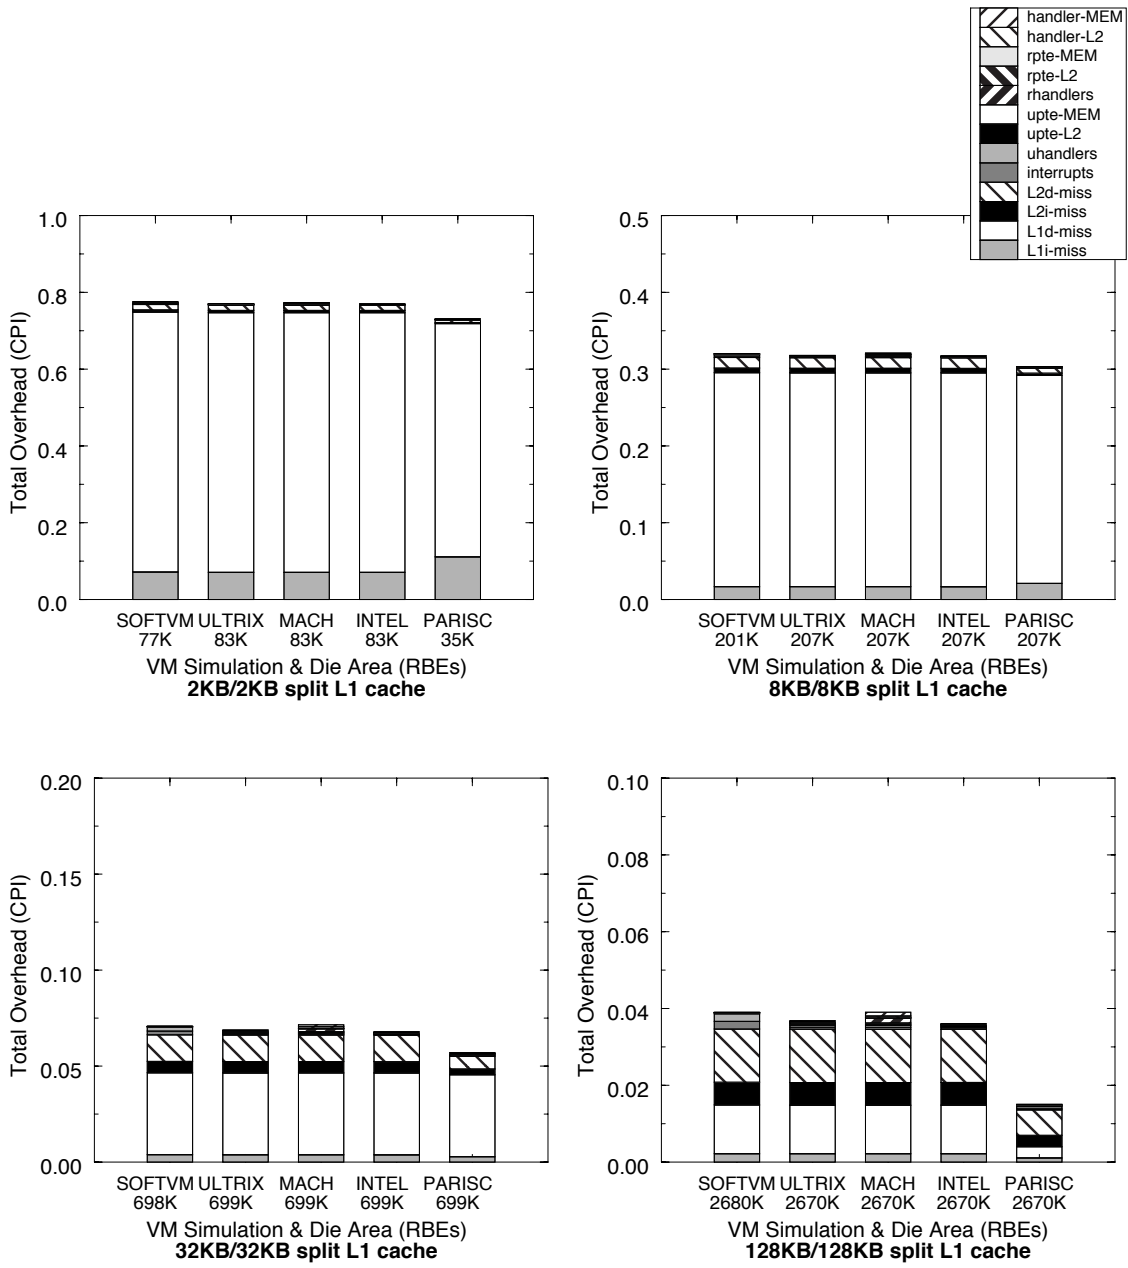 handler-MEM
handler-L2
rpte-MEM
rpte-L2
rhandlers
upte-MEM
upte-L2
uhandlers
interrupts
L2d-miss
L2i-miss
L1d-miss
L1i-miss
Total Overhead (CPI)
1.0
0.8
0.6
0.4
0.2
0.0
SOFTVM ULTRIX MACH INTEL PARISC
77K 83K 83K 83K 35K
VM Simulation & Die Area (RBEs)
2KB/2KB split L1 cache
Total Overhead (CPI)
0.5
0.4
0.3
0.2
0.1
0.0
SOFTVM ULTRIX MACH INTEL PARISC
201K 207K 207K 207K 207K
VM Simulation & Die Area (RBEs)
8KB/8KB split L1 cache
Total Overhead (CPI)
0.20
0.15
0.10
0.05
0.00
SOFTVM ULTRIX MACH INTEL PARISC
698K 699K 699K 699K 699K
VM Simulation & Die Area (RBEs)
32KB/32KB split L1 cache
Total Overhead (CPI)
0.10
0.08
0.06
0.04
0.02
0.00
SOFTVM ULTRIX MACH INTEL PARISC
2680K 2670K 2670K 2670K 2670K
VM Simulation & Die Area (RBEs)
128KB/128KB split L1 cache